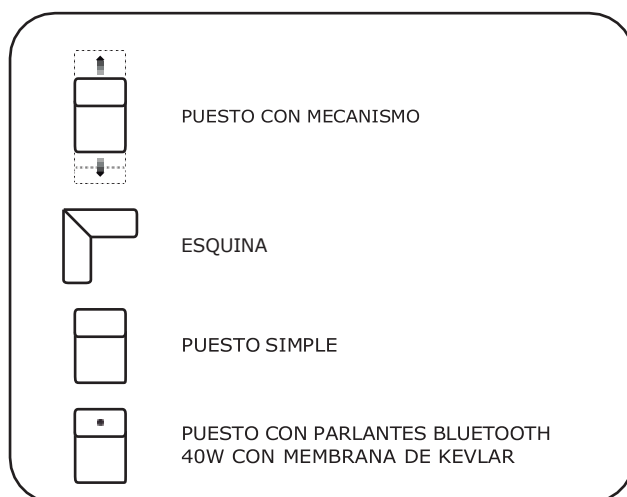 PUESTO CON MECANISMO
ESQUINA
PUESTO SIMPLE
PUESTO CON PARLANTES BLUETOOTH
40W CON MEMBRANA DE KEVLAR